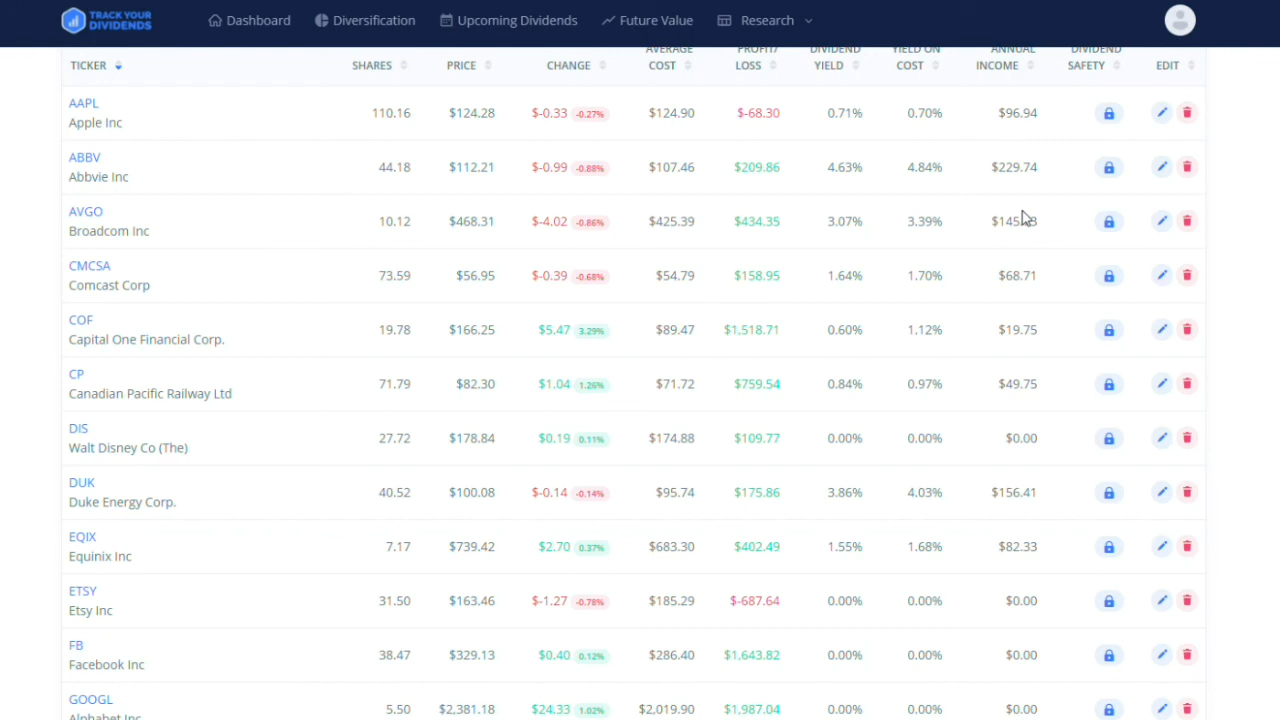 TRACK YOUR DIVIDENDS Dashboard Diversification Upcoming Dividends Future Value Research
AVERAGE PROFIT/ DIVIDEND YIELD ON ANNUAL DIVIDEND
TICKER SHARES PRICE CHANGE COST LOSS YIELD COST INCOME SAFETY EDIT
AAPL
Apple Inc 110.16 $124.28 $-0.33 -0.27% $124.90 $-68.30 0.71% 0.70% $96.94
ABBV
Abbvie Inc 44.18 $112.21 $-0.99 -0.88% $107.46 $209.86 4.63% 4.84% $229.74
AVGO
Broadcom Inc 10.12 $468.31 $-4.02 -0.86% $425.39 $434.35 3.07% 3.39%
CMCSA
Comcast Corp 73.59 $56.95 $-0.39 -0.68% $54.79 $158.95 1.64% 1.70% $68.71
COF
Capital One Financial Corp. 19.78 $166.25 $5.47 3.29% $89.47 $1,518.71 0.60% 1.12% $19.75
CP
Canadian Pacific Railway Ltd 71.79 $82.30 $1.04 1.26% $71.72 $759.54 0.84% 0.97% $49.75
DIS
Walt Disney Co (The) 27.72 $178.84 $0.19 0.11% $174.88 $109.77 0.00% 0.00% $0.00
DUK
Duke Energy Corp. 40.52 $100.08 $-0.14 -0.14% $95.74 $175.86 3.86% 4.03% $156.41
EQIX
Equinix Inc 7.17 $739.42 $2.70 0.37% $683.30 $402.49 1.55% 1.68% $82.33
ETSY
Etsy Inc 31.50 $163.46 $-1.27 -0.78% $185.29 $-687.64 0.00% 0.00% $0.00
FB
Facebook Inc 38.47 $329.13 $0.40 0.12% $286.40 $1,643.82 0.00% 0.00% $0.00
GOOGL
Alphabet Inc 5.50 $2,381.18 $24.33 1.02% $2,019.90 $1,987.04 0.00% 0.00% $0.00